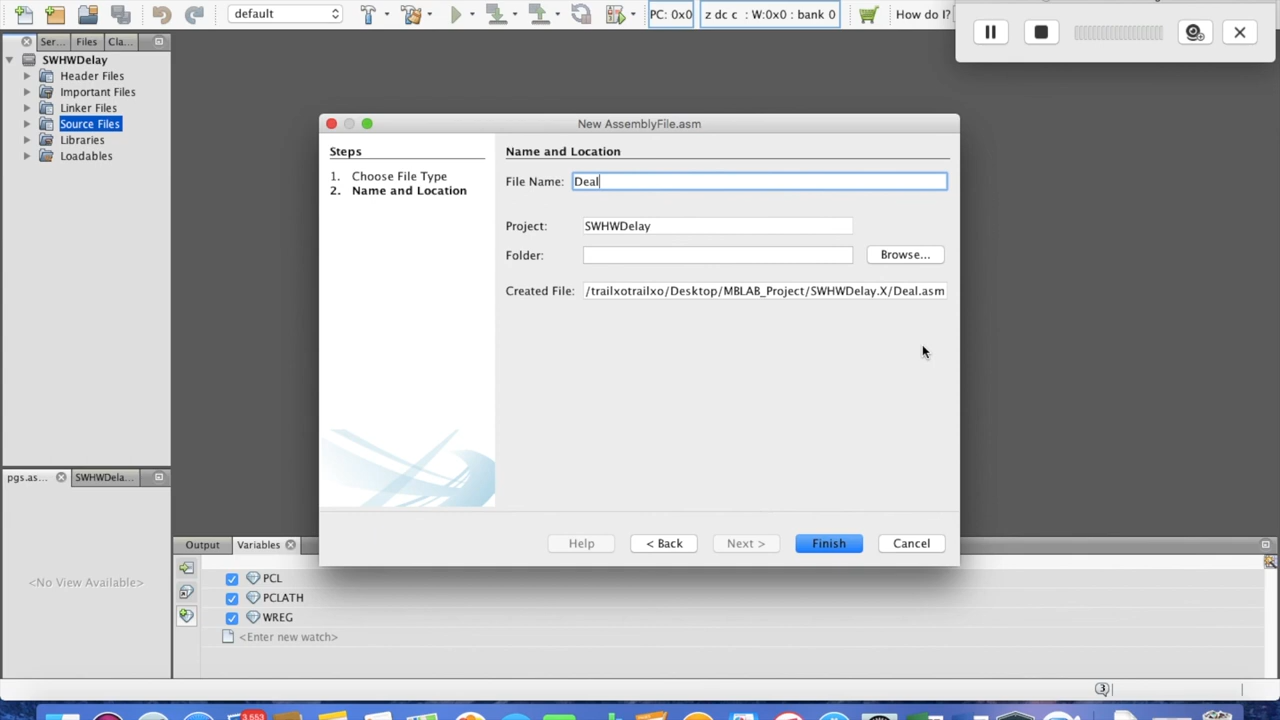 default
PC: 0x0
z dc c : W:0x0 : bank 0
How do I?
Ser...
Files
Cla...
SWHWDelay
Header Files
Important Files
Linker Files
Source Files
Libraries
Loadables
New AssemblyFile.asm
Steps
1. Choose File Type
2. Name and Location
Name and Location
File Name: Deal
Project: SWHWDelay
Folder:
Browse...
Created File: /trailxotrailxo/Desktop/MBLAB_Project/SWHWDelay.X/Deal.asm
Help
< Back
Next >
Finish
Cancel
pgs.as...
SWHWDela...
<No View Available>
Output
Variables
PCL
PCLATH
WREG
<Enter new watch>
3
3,653